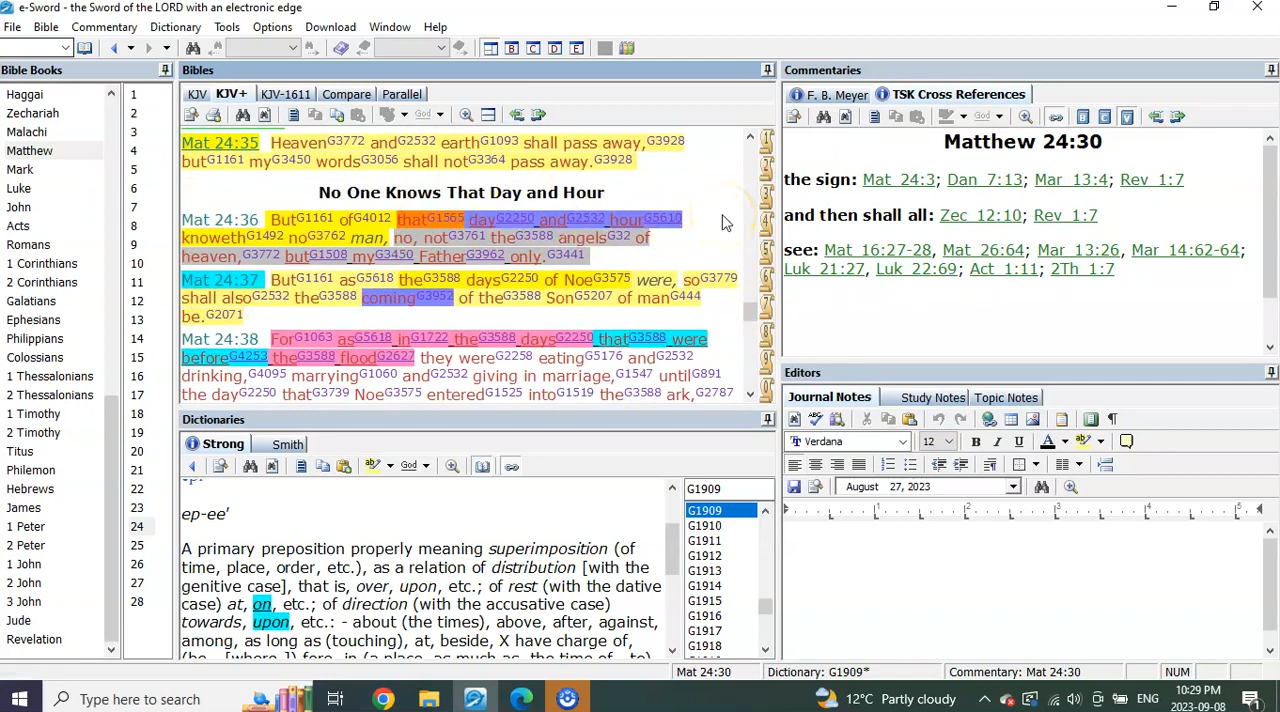 e-Sword - the Sword of the LORD with an electronic edge
File Bible Commentary Dictionary Tools Options Download Window Help
B C D E
Bible Books
Haggai
Zechariah
Malachi
Matthew
Mark
Luke
John
Acts
Romans
1 Corinthians
2 Corinthians
Galatians
Ephesians
Philippians
Colossians
1 Thessalonians
2 Thessalonians
1 Timothy
2 Timothy
Titus
Philemon
Hebrews
James
1 Peter
2 Peter
1 John
2 John
3 John
Jude
Revelation
1
2
3
4
5
6
7
8
9
10
11
12
13
14
15
16
17
18
19
20
21
22
23
24
25
26
27
28
Bibles
KJV KJV+ KJV-1611 Compare Parallel
God
Mat 24:35 HeavenG3772 andG2532 earthG1093 shall pass away,G3928
butG1161 myG3450 wordsG3056 shall notG3364 pass away.G3928
No One Knows That Day and Hour
Mat 24:36 ButG1161 ofG4012 thatG1565 dayG2250 andG2532 hourG5610
knowethG1492 noG3762 man, no, notG3761 theG3588 angelsG32 of
heaven,G3772 butG1508 myG3450 FatherG3962 only.G3441
Mat 24:37 ButG1161 asG5618 theG3588 daysG2250 of NoeG3575 were, soG3779
shall alsoG2532 theG3588 comingG3952 of theG3588 SonG5207 of manG444
be.G2071
Mat 24:38 ForG1063 asG5618 inG1722 theG3588 daysG2250 thatG3588 were
beforeG4253 theG3588 floodG2627 they wereG2258 eatingG5176 andG2532
drinking,G4095 marryingG1060 andG2532 giving in marriage,G1547 untilG891
the dayG2250 thatG3739 NoeG3575 enteredG1525 intoG1519 theG3588 ark,G2787
Dictionaries
Strong Smith
God
ep-ee'
A primary preposition properly meaning superimposition (of
time, place, order, etc.), as a relation of distribution [with the
genitive case], that is, over, upon, etc.; of rest (with the dative
case) at, on, etc.; of direction (with the accusative case)
towards, upon, etc.: - about (the times), above, after, against,
among, as long as (touching), at, beside, X have charge of,
G1909
G1909
G1910
G1911
G1912
G1913
G1914
G1915
G1916
G1917
G1918
Commentaries
F. B. Meyer TSK Cross References
God B C V
Matthew 24:30
the sign: Mat 24:3; Dan 7:13; Mar 13:4; Rev 1:7
and then shall all: Zec 12:10; Rev 1:7
see: Mat 16:27-28, Mat 26:64; Mar 13:26, Mar 14:62-64;
Luk 21:27, Luk 22:69; Act 1:11; 2Th 1:7
Editors
Journal Notes Study Notes Topic Notes
Verdana 12 B I U A
August 27, 2023
1 2 3 4 5
Mat 24:30 Dictionary: G1909* Commentary: Mat 24:30 NUM
Type here to search
12°C Partly cloudy ENG
10:29 PM
2023-09-08
1